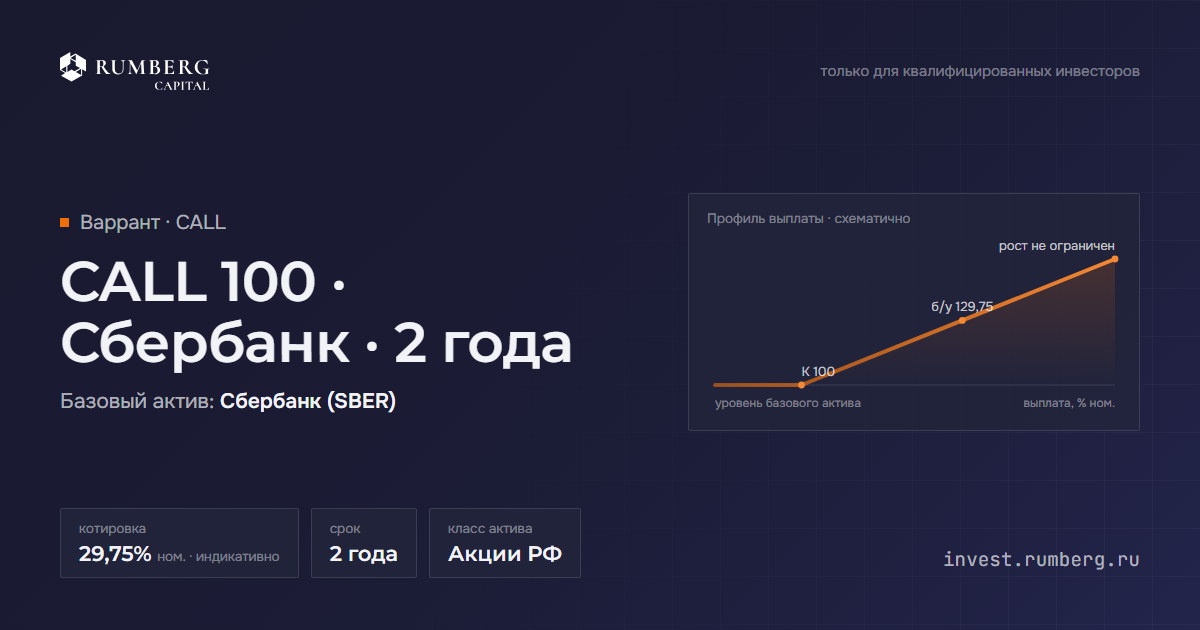 RUMBERG
CAPITAL
только для квалифицированных инвесторов
Варрант · CALL
CALL 100 ·
Сбербанк · 2 года
Базовый актив: Сбербанк (SBER)
Профиль выплаты · схематично
рост не ограничен
б/у 129,75
К 100
уровень базового актива
выплата, % ном.
котировка
29,75% ном. · индикативно
срок
2 года
класс актива
Акции РФ
invest.rumberg.ru